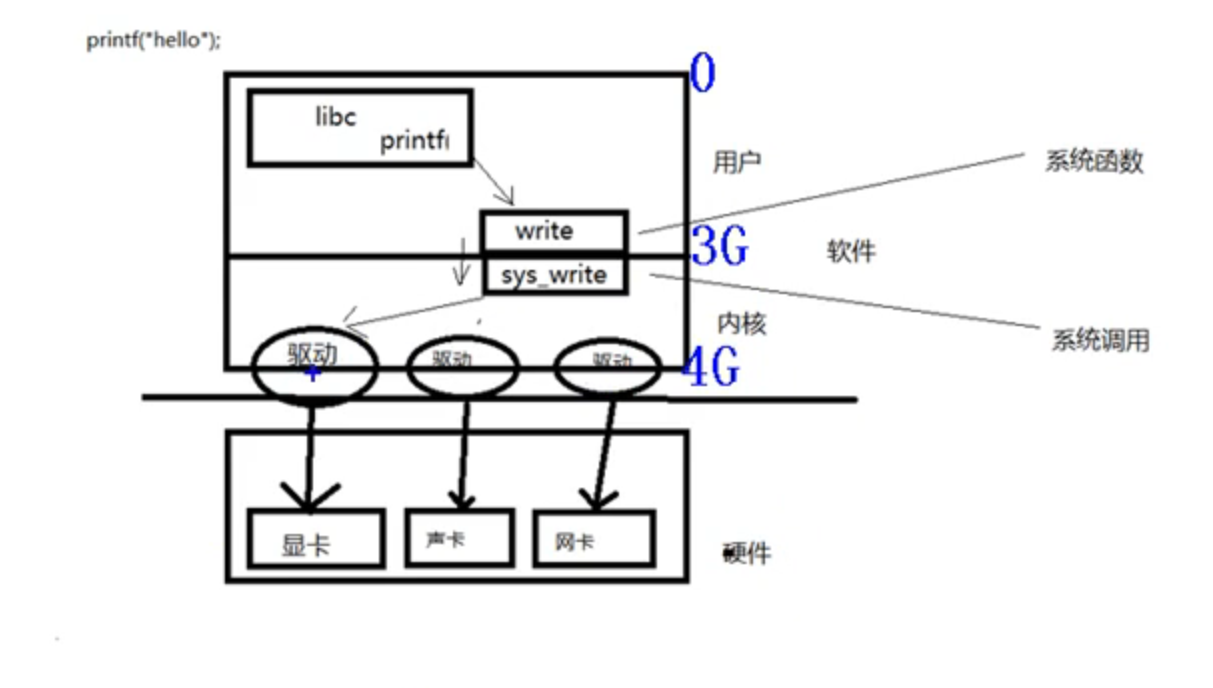 printf("hello");
0
libc
printf(
用户
系统函数
write
3G
软件
sys_write
内核
系统调用
驱动
驱动
驱动
4G
显卡
声卡
网卡
硬件